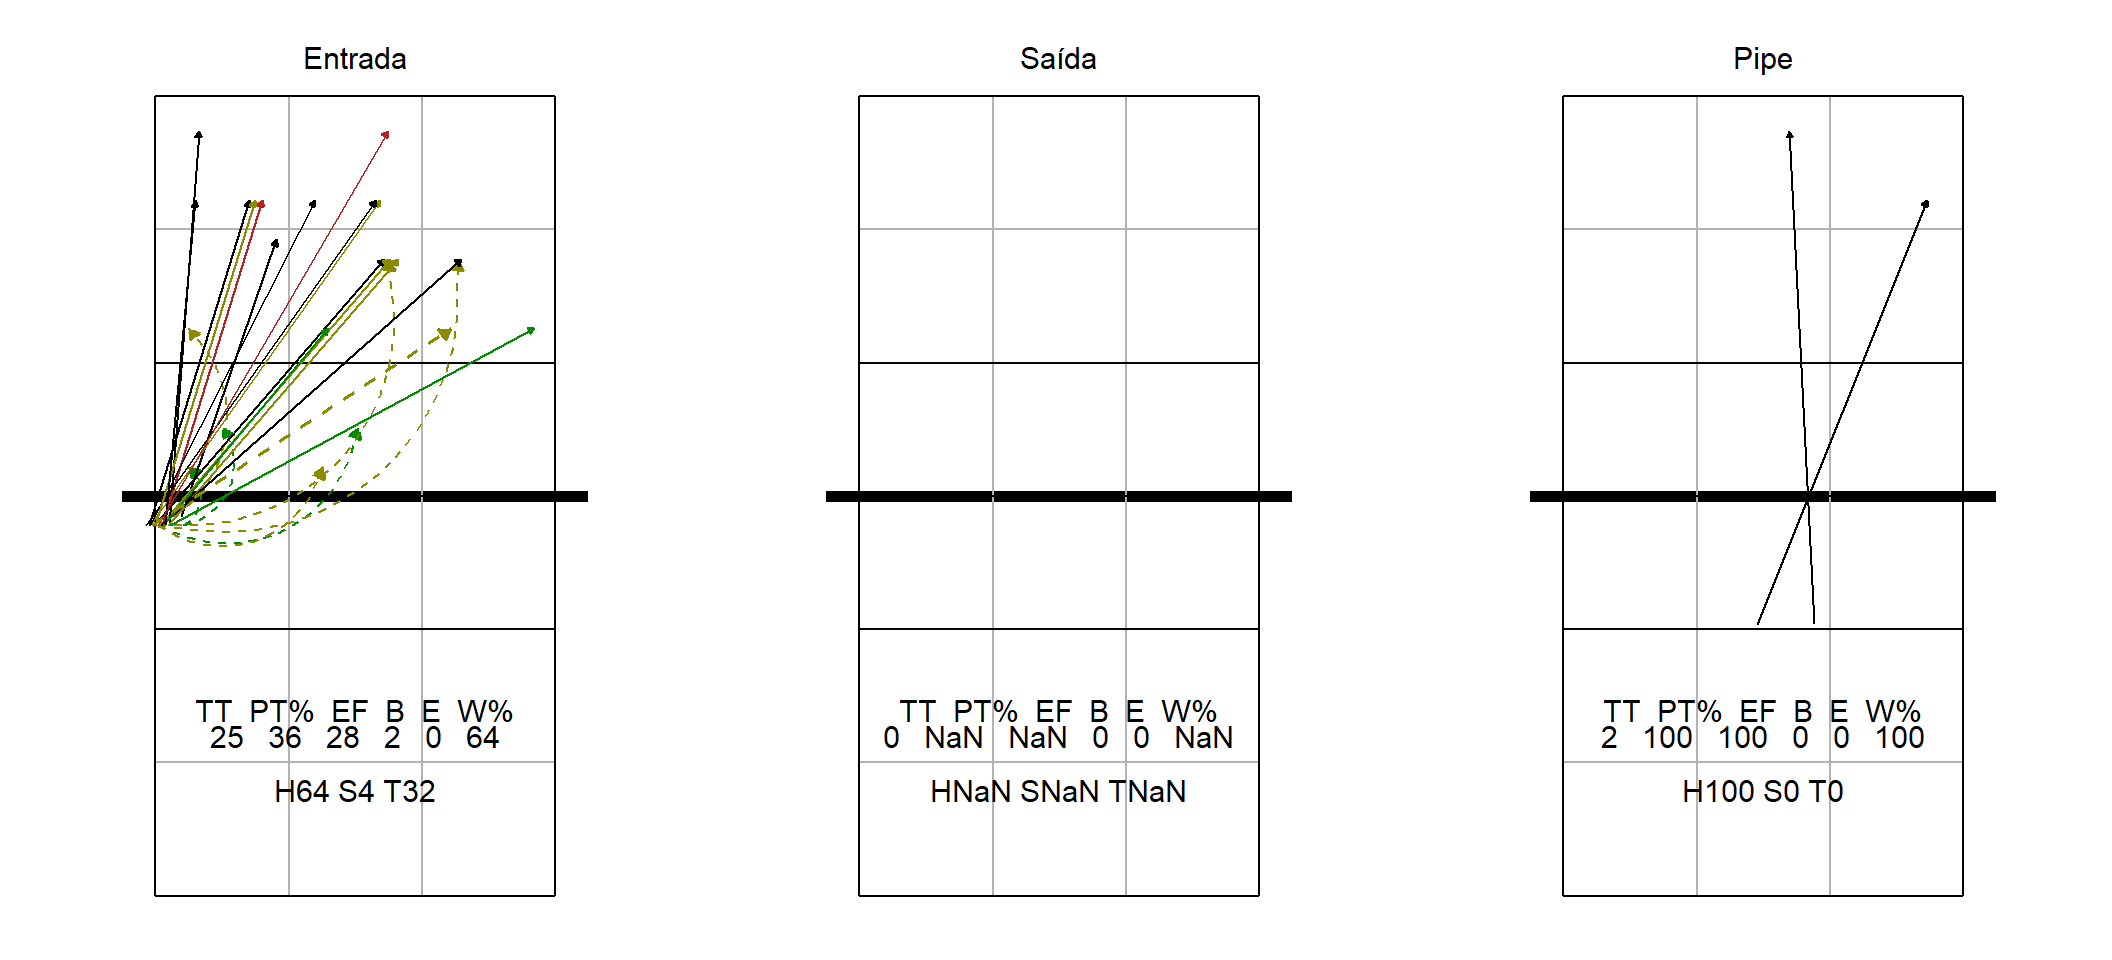 Entrada
TT PT% EF B E W%
25 36 28 2 0 64
H64 S4 T32
Saída
TT PT% EF B E W%
0 NaN NaN 0 0 NaN
HNaN SNaN TNaN
Pipe
TT PT% EF B E W%
2 100 100 0 0 100
H100 S0 T0